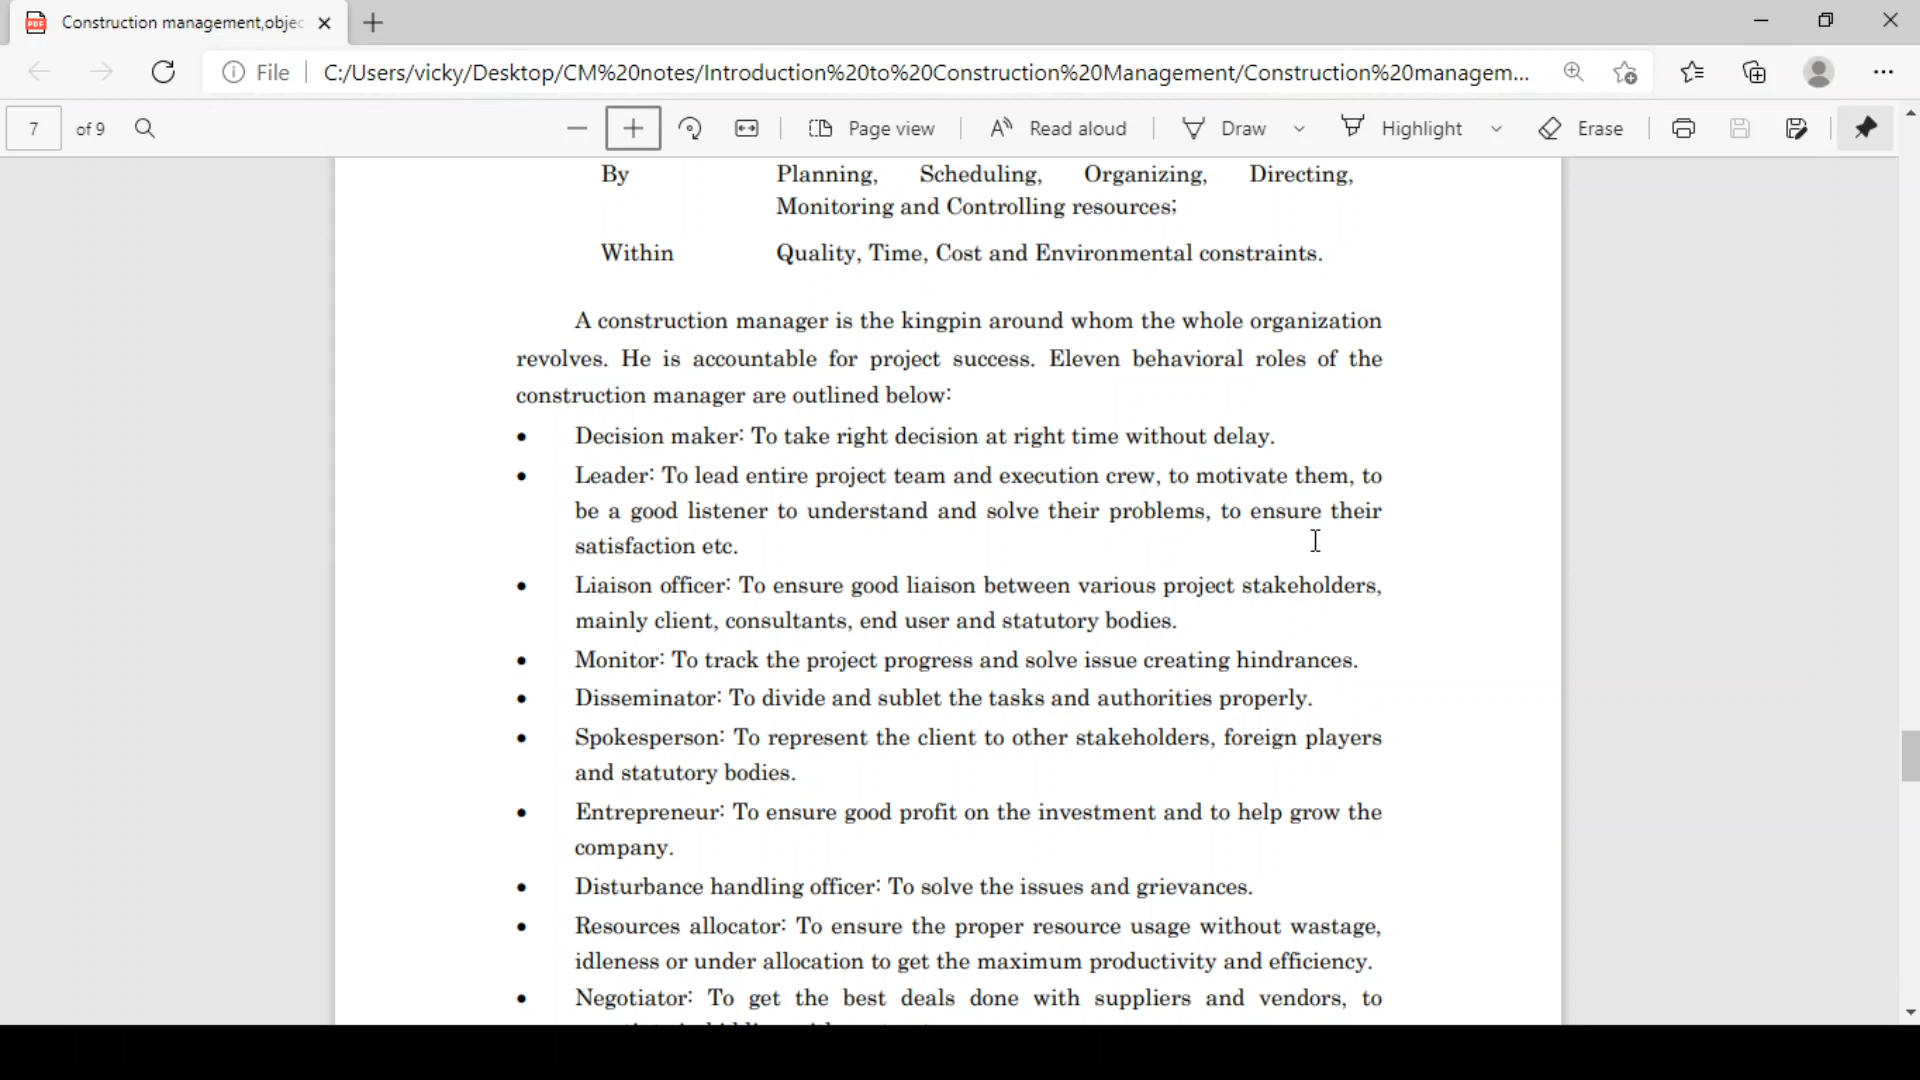 Construction management,objec
File
C:/Users/vicky/Desktop/CM%20notes/Introduction%20to%20Construction%20Management/Construction%20managem...
7 of 9
Page view
Read aloud
Draw
Highlight
Erase
By Planning, Scheduling, Organizing, Directing,
Monitoring and Controlling resources;
Within Quality, Time, Cost and Environmental constraints.
A construction manager is the kingpin around whom the whole organization
revolves. He is accountable for project success. Eleven behavioral roles of the
construction manager are outlined below:
• Decision maker: To take right decision at right time without delay.
• Leader: To lead entire project team and execution crew, to motivate them, to
be a good listener to understand and solve their problems, to ensure their
satisfaction etc.
• Liaison officer: To ensure good liaison between various project stakeholders,
mainly client, consultants, end user and statutory bodies.
• Monitor: To track the project progress and solve issue creating hindrances.
• Disseminator: To divide and sublet the tasks and authorities properly.
• Spokesperson: To represent the client to other stakeholders, foreign players
and statutory bodies.
• Entrepreneur: To ensure good profit on the investment and to help grow the
company.
• Disturbance handling officer: To solve the issues and grievances.
• Resources allocator: To ensure the proper resource usage without wastage,
idleness or under allocation to get the maximum productivity and efficiency.
• Negotiator: To get the best deals done with suppliers and vendors, to